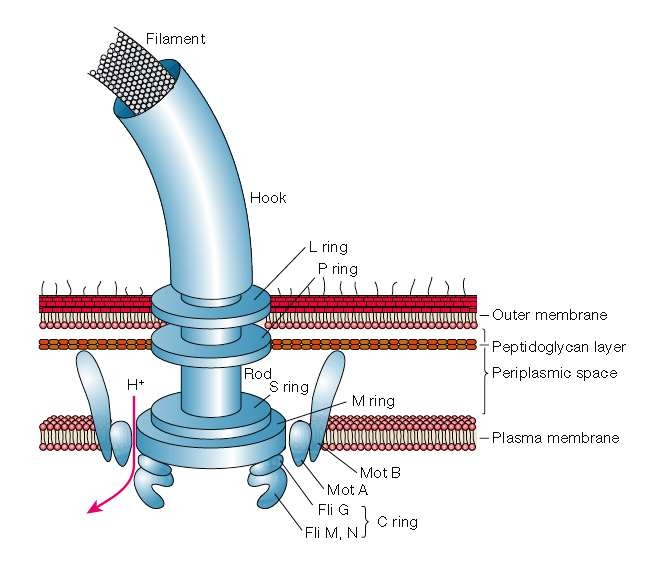 Filament
Hook
L ring
P ring
Outer membrane
Peptidoglycan layer
Rod
Periplasmic space
H+
S ring
M ring
Plasma membrane
Mot B
Mot A
Fli G
C ring
Fli M, N